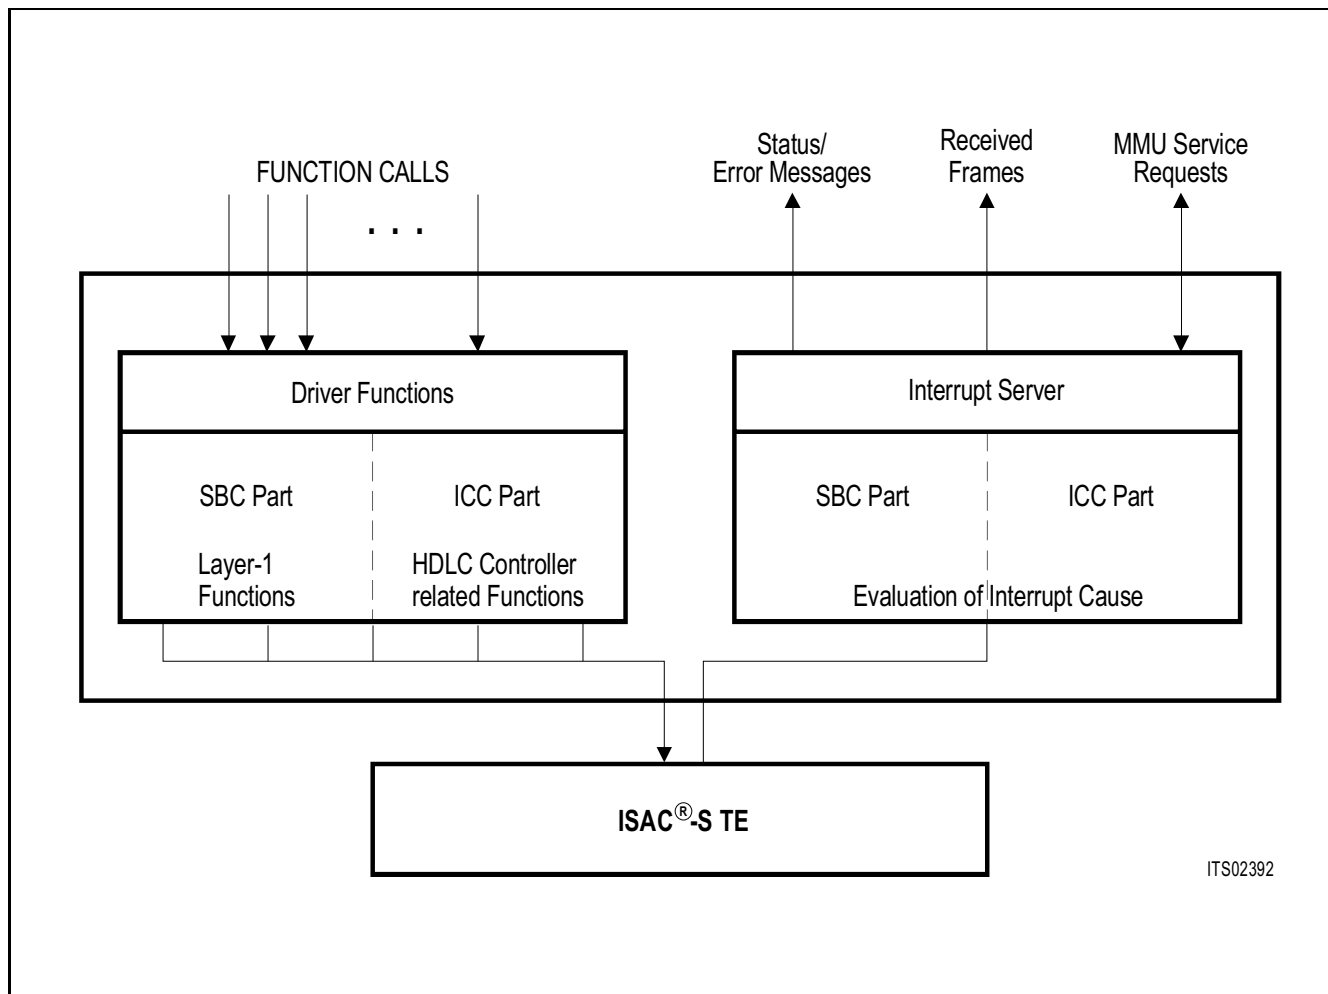 FUNCTION CALLS
. . .
Status/
Error Messages
Received
Frames
MMU Service
Requests
Driver Functions
SBC Part
ICC Part
Layer-1
Functions
HDLC Controller
related Functions
Interrupt Server
SBC Part
ICC Part
Evaluation of Interrupt Cause
ISAC®-S TE
ITS02392